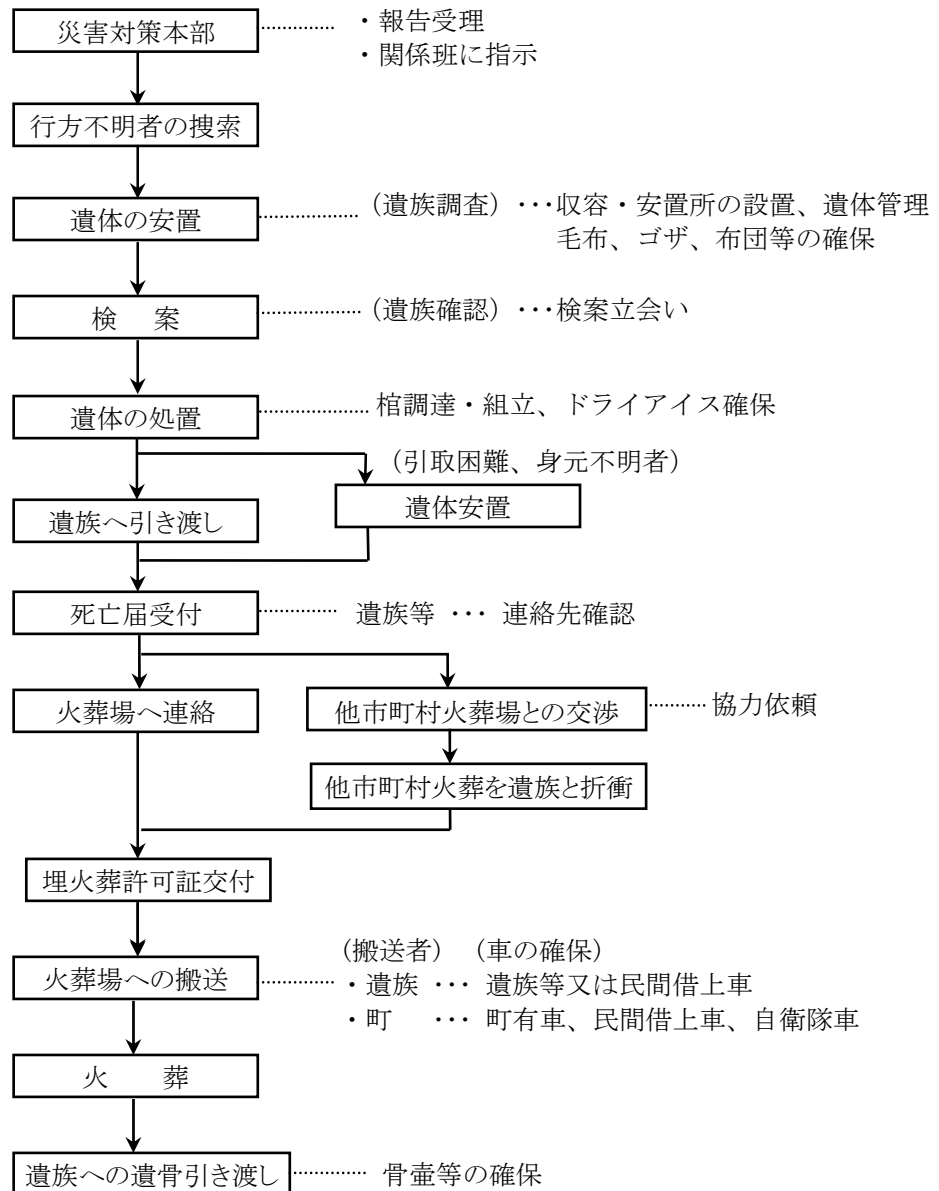 災害対策本部
・報告受理
・関係班に指示
行方不明者の捜索
遺体の安置
（遺族調査）…収容・安置所の設置、遺体管理
毛布、ゴザ、布団等の確保
検　案
（遺族確認）…検案立会い
遺体の処置
棺調達・組立、ドライアイス確保
（引取困難、身元不明者）
遺体安置
遺族へ引き渡し
死亡届受付
遺族等 … 連絡先確認
火葬場へ連絡
他市町村火葬場との交渉
協力依頼
他市町村火葬を遺族と折衝
埋火葬許可証交付
（搬送者）（車の確保）
火葬場への搬送
・遺族 … 遺族等又は民間借上車
・町　 … 町有車、民間借上車、自衛隊車
火　葬
遺族への遺骨引き渡し
骨壷等の確保